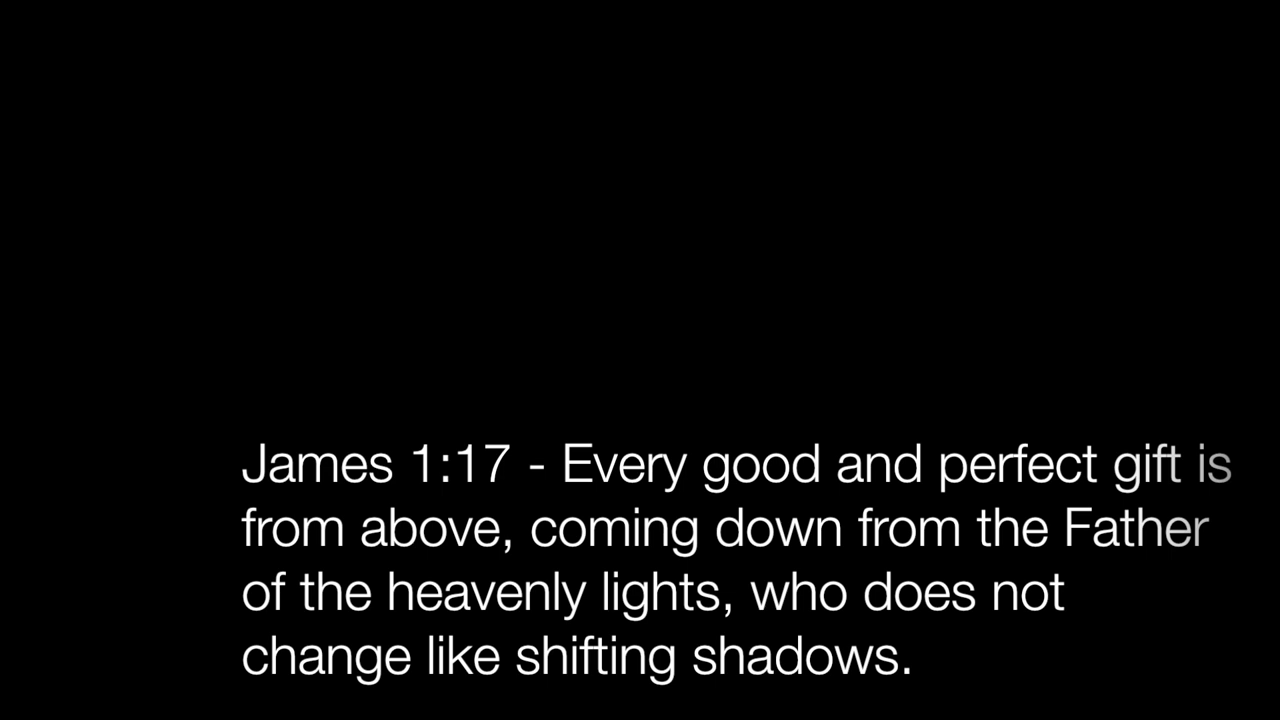 James 1:17 - Every good and perfect gift is
from above, coming down from the Father
of the heavenly lights, who does not
change like shifting shadows.